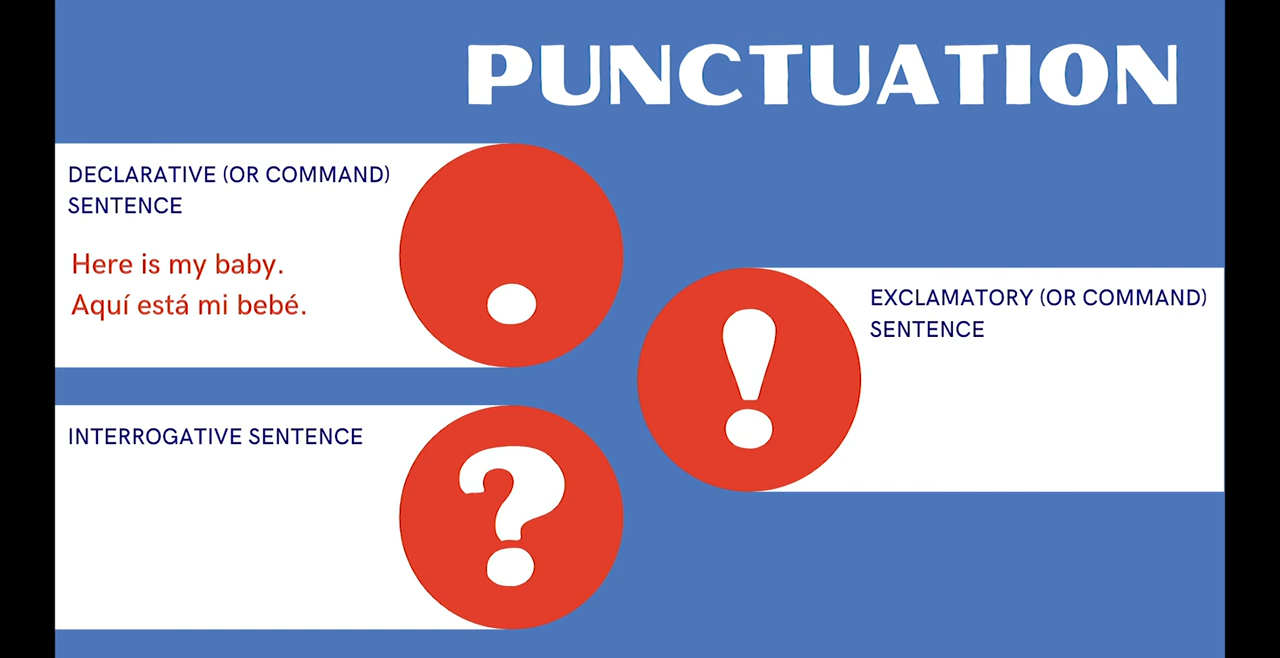 PUNCTUATION
DECLARATIVE (OR COMMAND)
SENTENCE
Here is my baby.
Aquí está mi bebé.
.
EXCLAMATORY (OR COMMAND)
SENTENCE
!
INTERROGATIVE SENTENCE
?